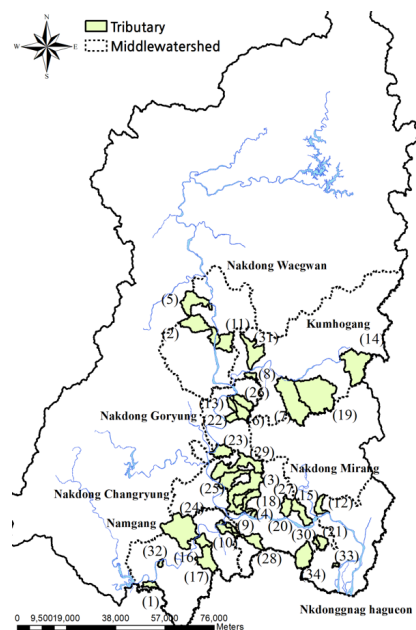 N
W E
S
Tributary
Middlewatershed
Nakdong Waegwan
(5)
(2)
(11)
(31)
Kumhogang
(14)
(8)
(26)
(13)
Nakdong Goryung
(22)
(6)
(7)
(19)
(23)
(29)
Nakdong Mirang
(25)
(3)
(27)
(15)
(12)
Nakdong Changryung
(24)
(18)
(4)
(20)
Namgang
(9)
(30)
(21)
(32)
(16)
(10)
(28)
(33)
(17)
34)
(1)
Nkdonggnag hagucon
0 9,500 19,000 38,000 57,000 76,000
Meters